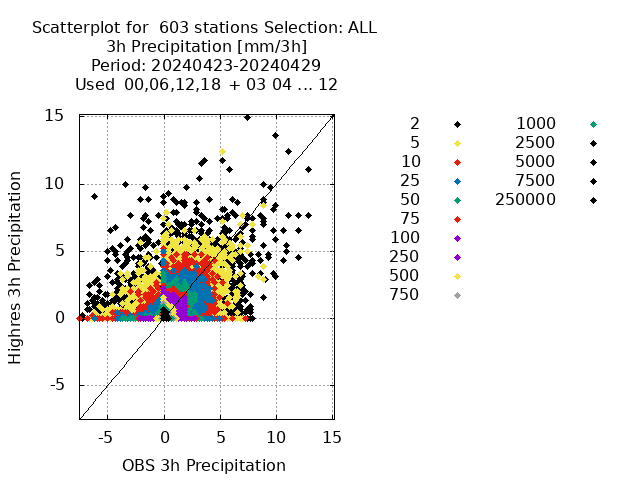 Scatterplot for  603 stations Selection: ALL
3h Precipitation [mm/3h]
Period: 20240423-20240429
Used  00,06,12,18  + 03 04 ... 12
15
10
5
0
-5
-5 0 5 10 15
Highres 3h Precipitation
OBS 3h Precipitation
2
5
10
25
50
75
100
250
500
750
1000
2500
5000
7500
250000